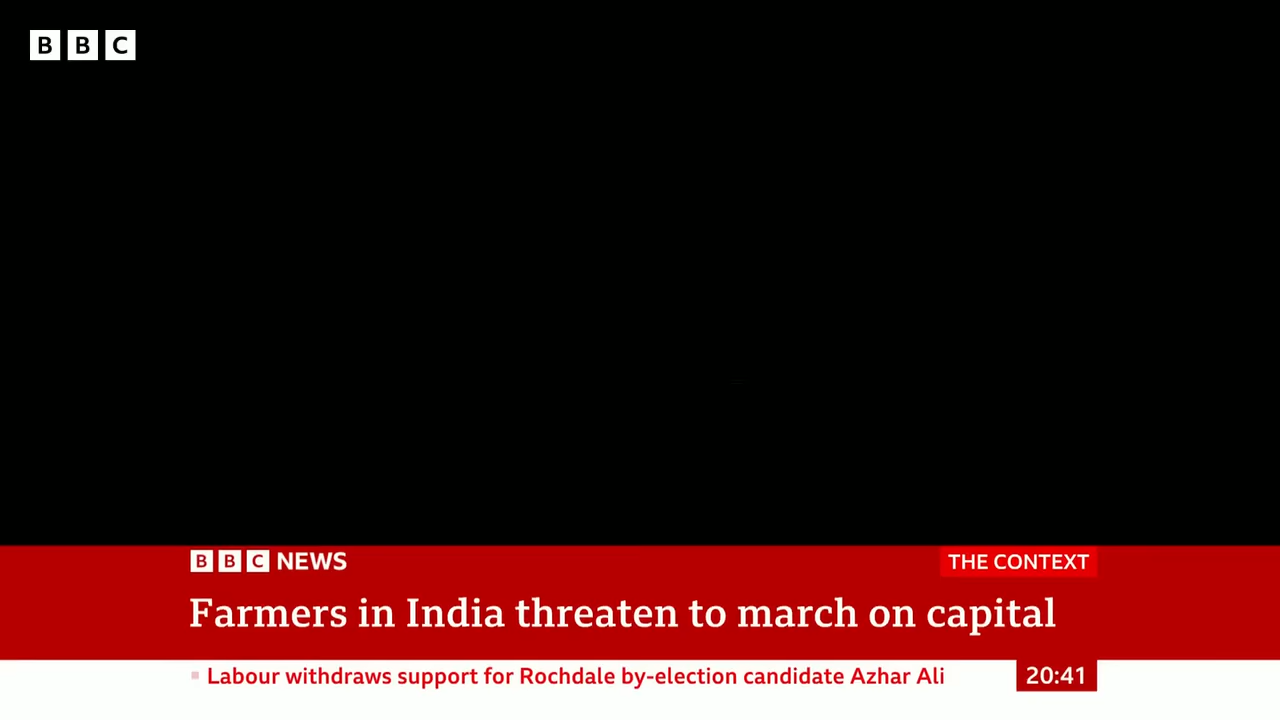 BBC
BBC NEWS
THE CONTEXT
Farmers in India threaten to march on capital
Labour withdraws support for Rochdale by-election candidate Azhar Ali
20:41